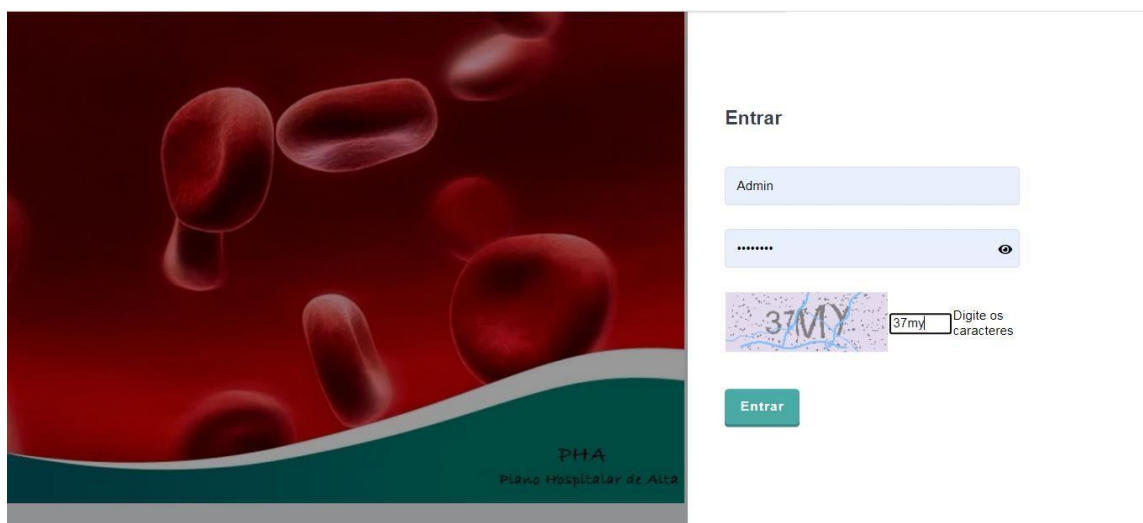 Entrar
Admin
••••••••
37MY
37my
Digite os
caracteres
Entrar
PHA
Plano Hospitalar de Alta